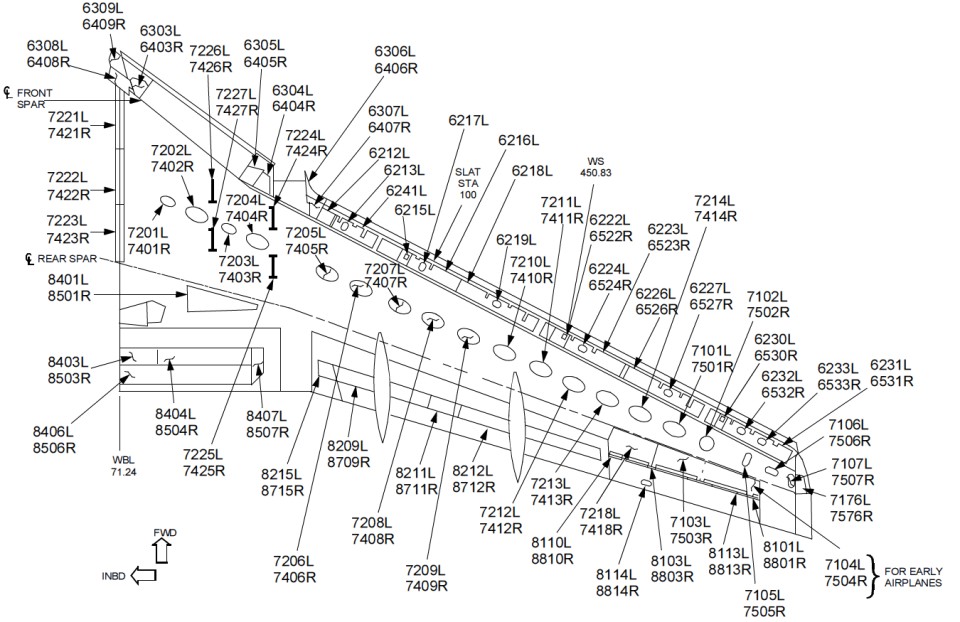 6309L
6409R
6303L
6403R
6308L
6408R
7226L
7426R
6305L
6405R
6306L
6406R
℄ FRONT
SPAR
7227L
7427R
6304L
6404R
7221L
7421R
6307L
6407R
6217L
7224L
7424R
6216L
7202L
7402R
6212L
6213L
SLAT
STA
100
6218L
WS
450.83
7222L
7422R
6241L
7211L
7411R
7214L
7414R
7204L
7404R
6215L
6222L
6522R
7223L
7423R
7201L
7401R
7205L
7405R
6219L
6223L
6523R
℄ REAR SPAR
7203L
7403R
7207L
7407R
7210L
7410R
6224L
6524R
8401L
8501R
6226L
6526R
6227L
6527R
7102L
7502R
7101L
7501R
6230L
6530R
8403L
8503R
6232L
6532R
6233L
6533R
6231L
6531R
8404L
8504R
8407L
8507R
8406L
8506R
7106L
7506R
WBL
71.24
7225L
7425R
8209L
8709R
8215L
8715R
8211L
8711R
8212L
8712R
7107L
7507R
7213L
7413R
7176L
7576R
7212L
7412R
7218L
7418R
7208L
7408R
7103L
7503R
FWD
8110L
8810R
8101L
8801R
7206L
7406R
8103L
8803R
8113L
8813R
INBD
7209L
7409R
8114L
8814R
7104L
7504R
FOR EARLY
AIRPLANES
7105L
7505R